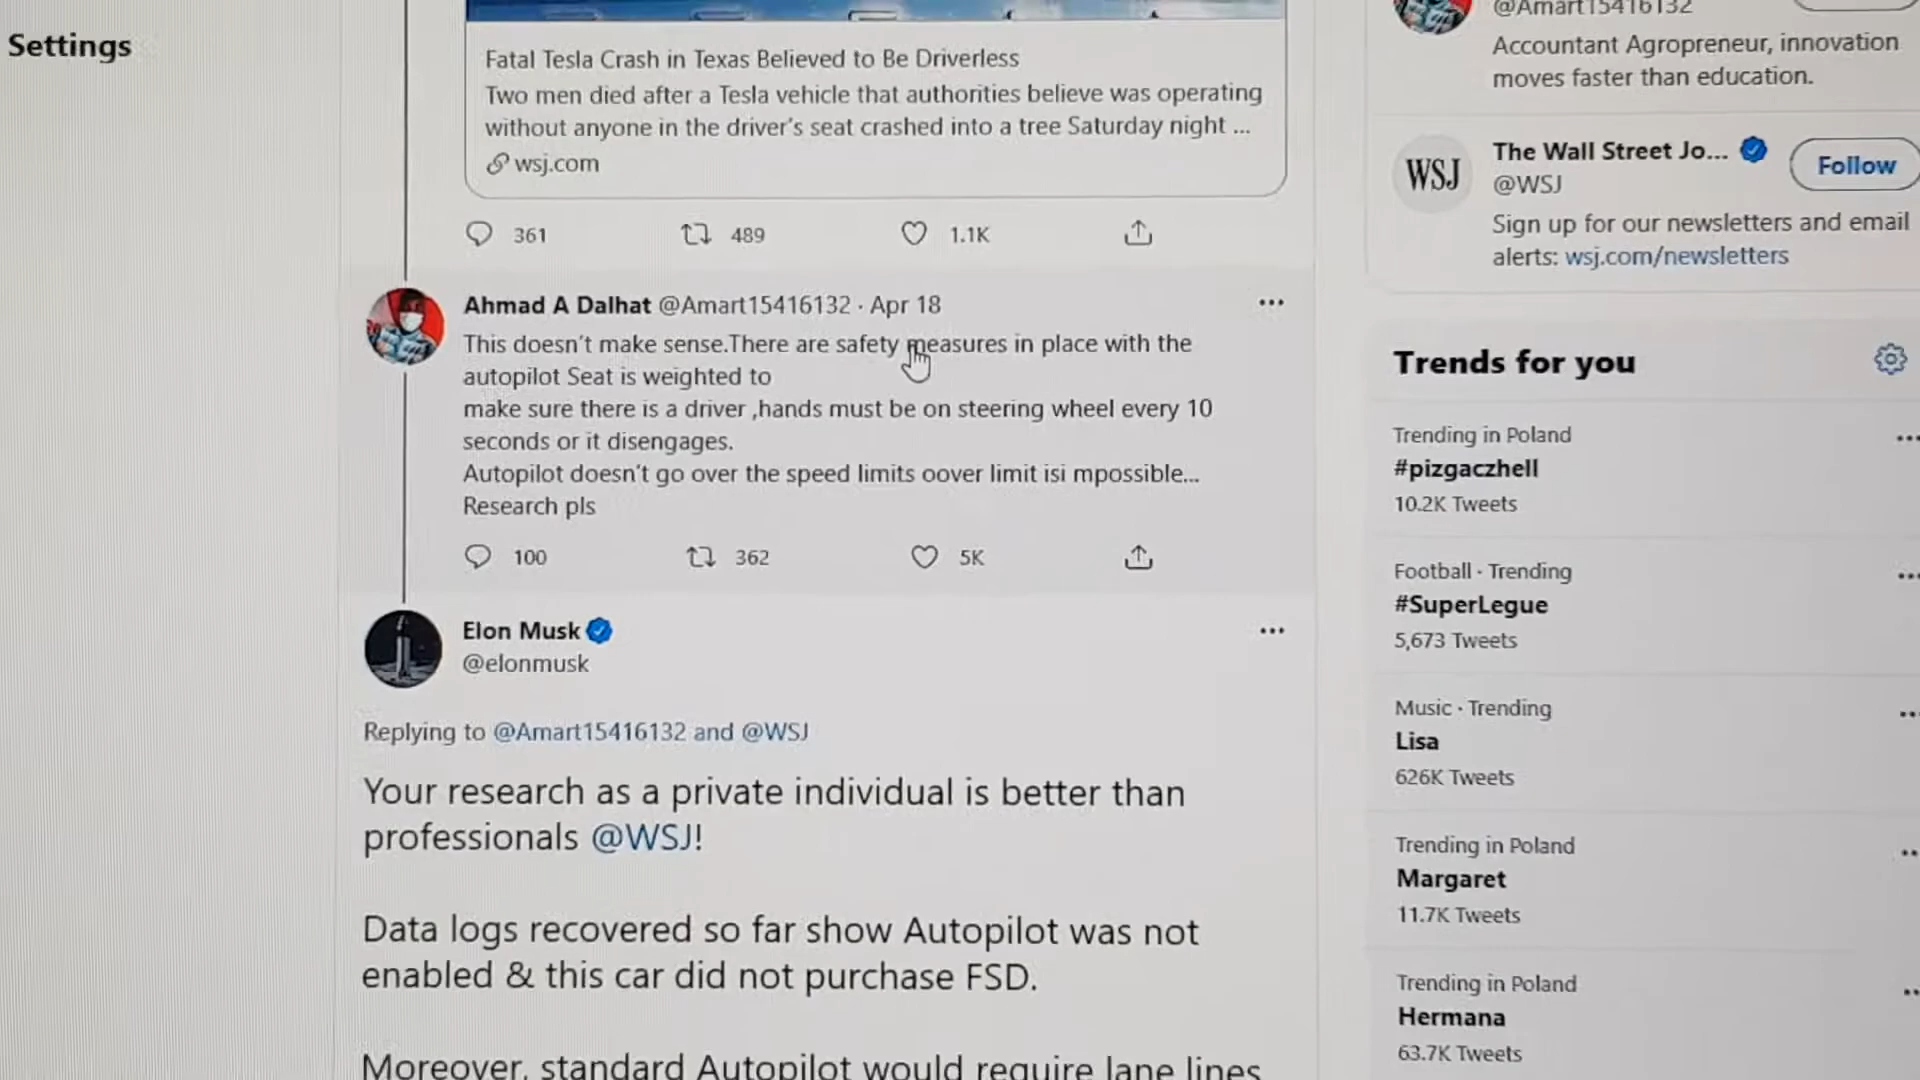 Settings
Fatal Tesla Crash in Texas Believed to Be Driverless
Two men died after a Tesla vehicle that authorities believe was operating
without anyone in the driver's seat crashed into a tree Saturday night ...
wsj.com
361 489 1.1K
Ahmad A Dalhat @Amart15416132 · Apr 18
This doesn't make sense.There are safety measures in place with the
autopilot Seat is weighted to
make sure there is a driver ,hands must be on steering wheel every 10
seconds or it disengages.
Autopilot doesn't go over the speed limits oover limit isi mpossible...
Research pls
100 362 5K
Elon Musk
@elonmusk
Replying to @Amart15416132 and @WSJ
Your research as a private individual is better than
professionals @WSJ!
Data logs recovered so far show Autopilot was not
enabled & this car did not purchase FSD.
Moreover, standard Autopilot would require lane lines
@Amart15416132
Accountant Agropreneur, innovation
moves faster than education.
WSJ
The Wall Street Jo...
Follow
@WSJ
Sign up for our newsletters and email
alerts: wsj.com/newsletters
Trends for you
Trending in Poland
#pizgaczhell
10.2K Tweets
Football · Trending
#SuperLegue
5,673 Tweets
Music · Trending
Lisa
626K Tweets
Trending in Poland
Margaret
11.7K Tweets
Trending in Poland
Hermana
63.7K Tweets